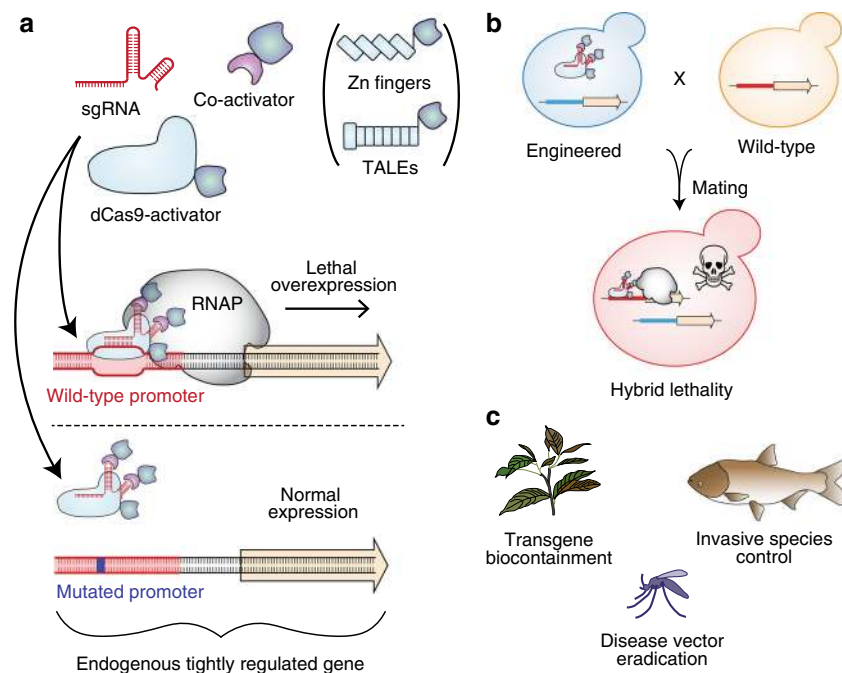 a
sgRNA
Co-activator
Zn fingers
TALEs
dCas9-activator
RNAP
Lethal
overexpression
Wild-type promoter
Normal
expression
Mutated promoter
Endogenous tightly regulated gene
b
X
Engineered
Wild-type
Mating
Hybrid lethality
c
Transgene
biocontainment
Invasive species
control
Disease vector
eradication